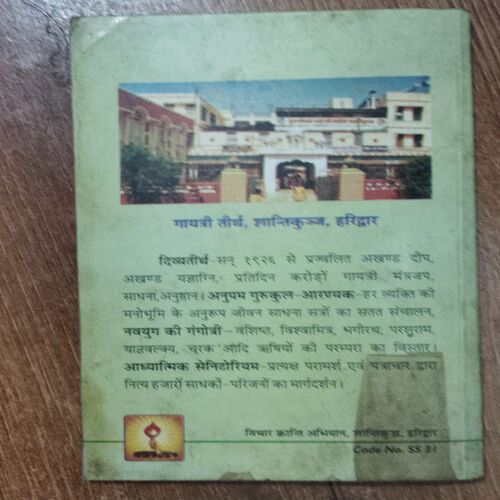 गायत्री तीर्थ, शान्तिकुञ्ज, हरिद्वार
दिव्यतीर्थ-सन् १९२६ से प्रज्वलित अखण्ड दीप,
अखण्ड यज्ञाग्नि, प्रतिदिन करोड़ों गायत्री मंत्रजप,
साधना,अनुष्ठान। अनुपम गुरुकुल-आरण्यक-हर व्यक्ति की
मनोभूमि के अनुरूप जीवन साधना सत्रों का सतत संचालन,
नवयुग की गंगोत्री-वशिष्ठ, विश्वामित्र, भगीरथ, परशुराम,
याज्ञवल्क्य, चरक आदि ऋषियों की परम्परा का विस्तार।
आध्यात्मिक सेनिटोरियम-प्रत्यक्ष परामर्श एवं पत्राचार द्वारा
नित्य हजारों साधकों-परिजनों का मार्गदर्शन।
विचार क्रान्ति अभियान, शान्तिकुञ्ज, हरिद्वार
Code No. SS 31